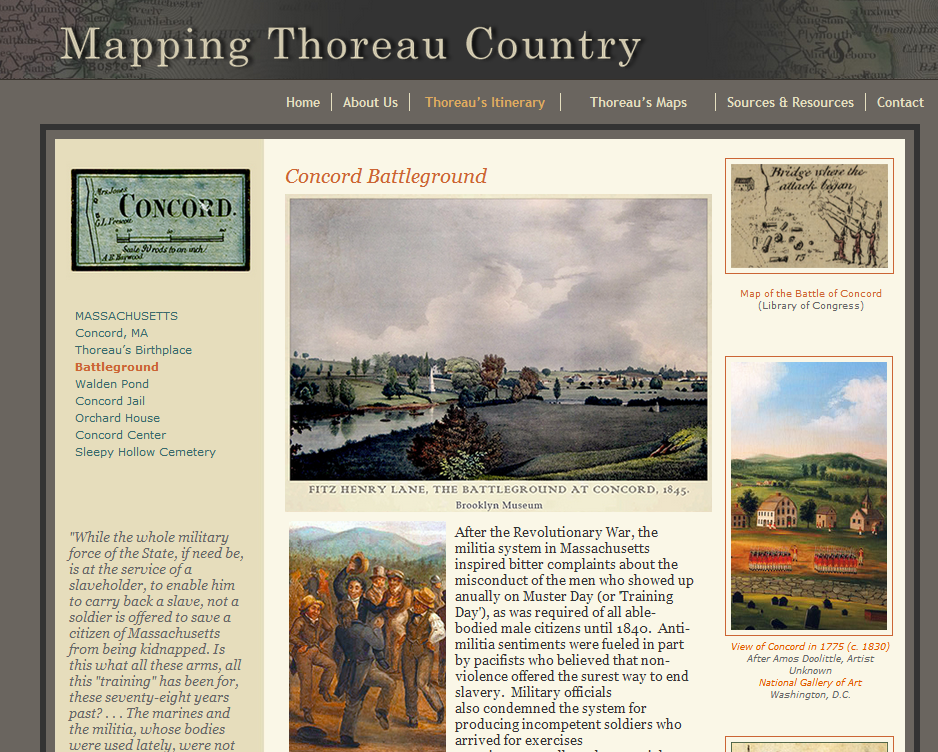 Mapping Thoreau Country
Home
About Us
Thoreau's Itinerary
Thoreau's Maps
Sources & Resources
Contact
CONCORD.
Scale 90 rods to an inch/
MASSACHUSETTS
Concord, MA
Thoreau's Birthplace
Battleground
Walden Pond
Concord Jail
Orchard House
Concord Center
Sleepy Hollow Cemetery
"While the whole military
force of the State, if need be,
is at the service of a
slaveholder, to enable him
to carry back a slave, not a
soldier is offered to save a
citizen of Massachusetts
from being kidnapped. Is
this what all these arms, all
this "training" has been for,
these seventy-eight years
past? . . . The marines and
the militia, whose bodies
were used lately, were not
Concord Battleground
FITZ HENRY LANE, THE BATTLEGROUND AT CONCORD, 1845.
Brooklyn Museum
After the Revolutionary War, the
militia system in Massachusetts
inspired bitter complaints about the
misconduct of the men who showed up
anually on Muster Day (or 'Training
Day'), as was required of all able-
bodied male citizens until 1840. Anti-
militia sentiments were fueled in part
by pacifists who believed that non-
violence offered the surest way to end
slavery. Military officials
also condemned the system for
producing incompetent soldiers who
arrived for exercises
Bridge where the
attack began
15
Map of the Battle of Concord
(Library of Congress)
View of Concord in 1775 (c. 1830)
After Amos Doolittle, Artist
Unknown
National Gallery of Art
Washington, D.C.